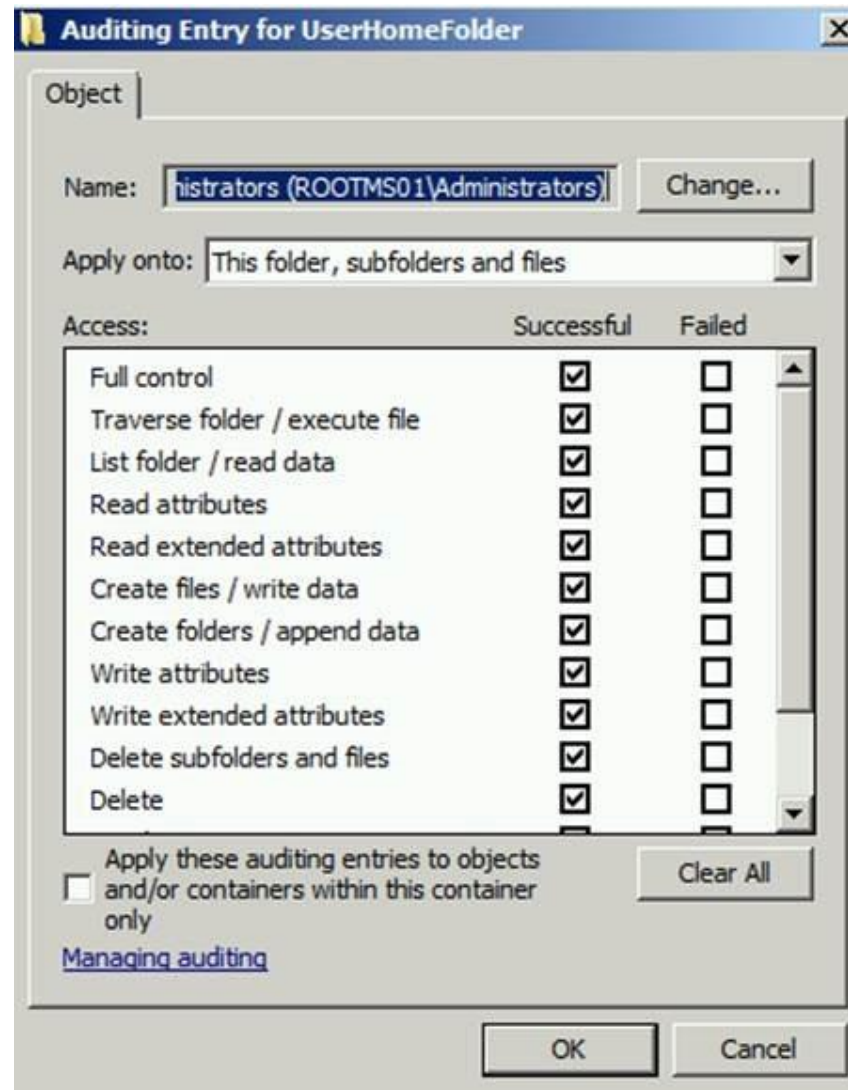 Auditing Entry for UserHomeFolder
Object
Name: nistrators (ROOTMS01\Administrators) Change...
Apply onto: This folder, subfolders and files
Access: Successful Failed
Full control
Traverse folder / execute file
List folder / read data
Read attributes
Read extended attributes
Create files / write data
Create folders / append data
Write attributes
Write extended attributes
Delete subfolders and files
Delete
Apply these auditing entries to objects
and/or containers within this container
only
Clear All
Managing auditing
OK Cancel